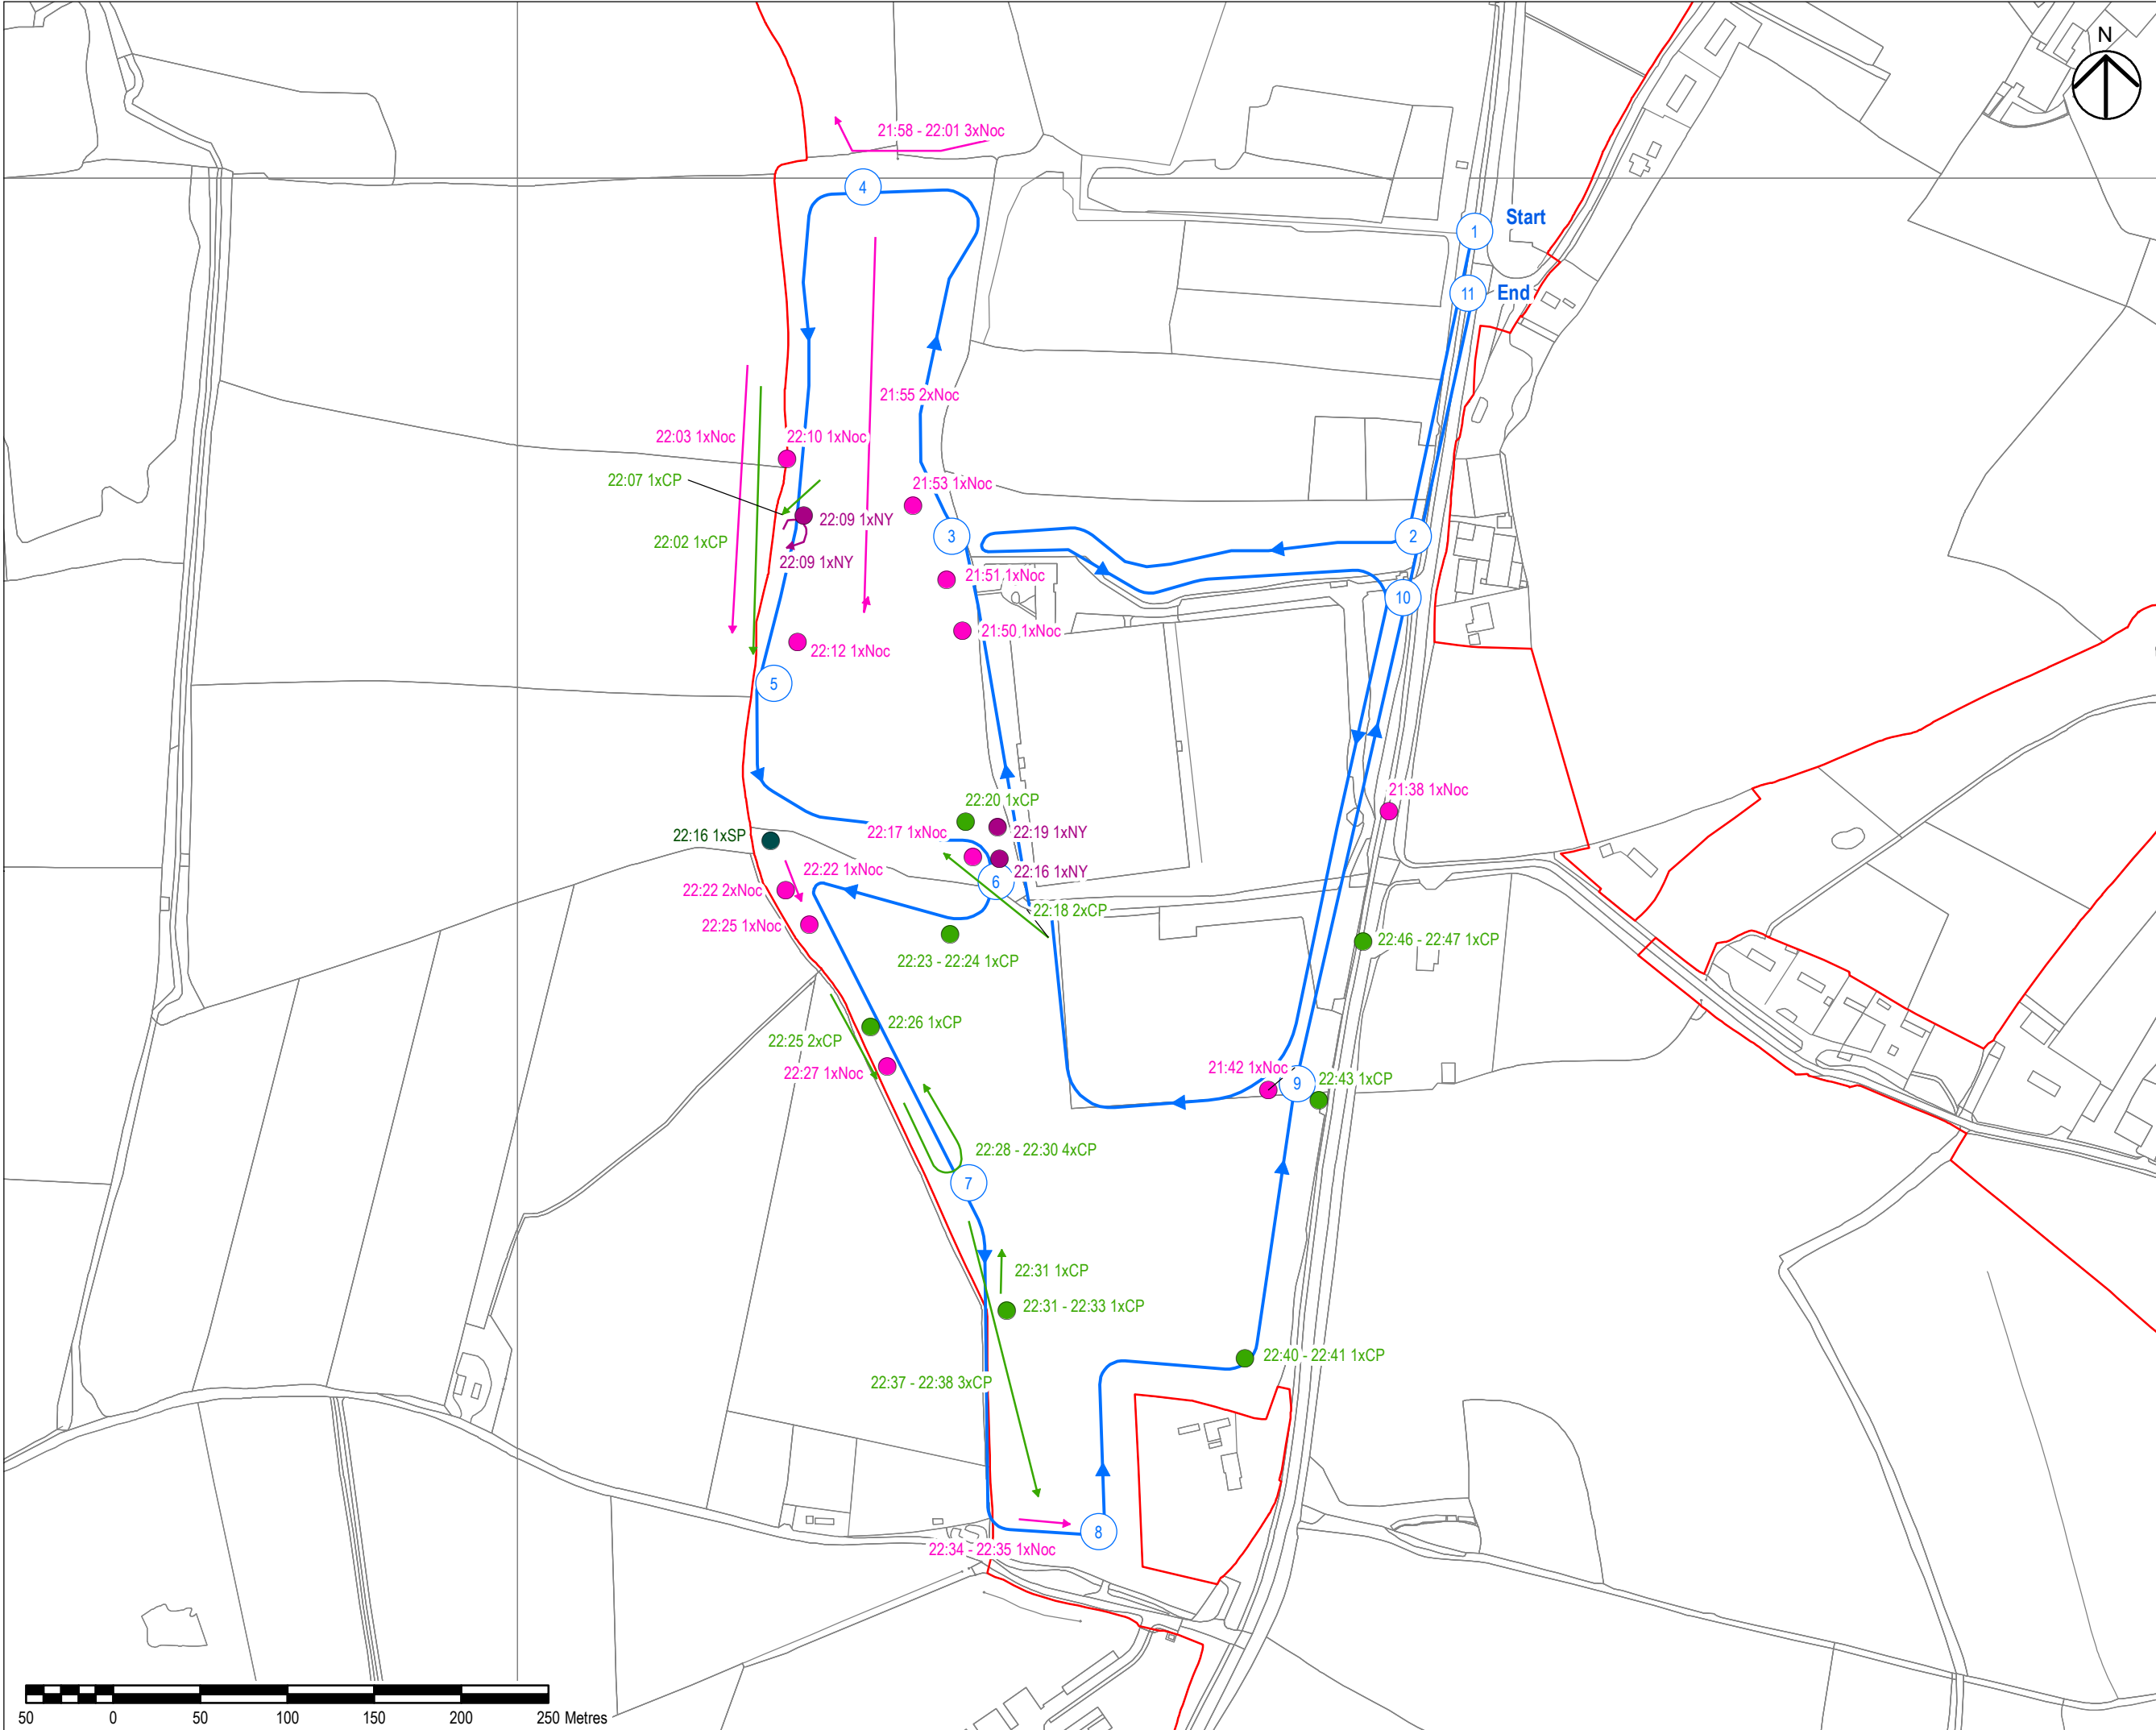 N
21:58 - 22:01 3xNoc
4
1
Start
11
End
21:55 2xNoc
22:03 1xNoc
22:10 1xNoc
22:07 1xCP
21:53 1xNoc
22:09 1xNY
3
2
22:02 1xCP
22:09 1xNY
21:51 1xNoc
10
21:50 1xNoc
22:12 1xNoc
5
21:38 1xNoc
22:20 1xCP
22:16 1xSP
22:17 1xNoc
22:19 1xNY
22:22 1xNoc
22:16 1xNY
6
22:22 2xNoc
22:18 2xCP
22:25 1xNoc
22:46 - 22:47 1xCP
22:23 - 22:24 1xCP
22:26 1xCP
22:25 2xCP
22:27 1xNoc
21:42 1xNoc
9
22:43 1xCP
22:28 - 22:30 4xCP
7
22:31 1xCP
22:31 - 22:33 1xCP
22:40 - 22:41 1xCP
22:37 - 22:38 3xCP
8
22:34 - 22:35 1xNoc
50 0 50 100 150 200 250 Metres